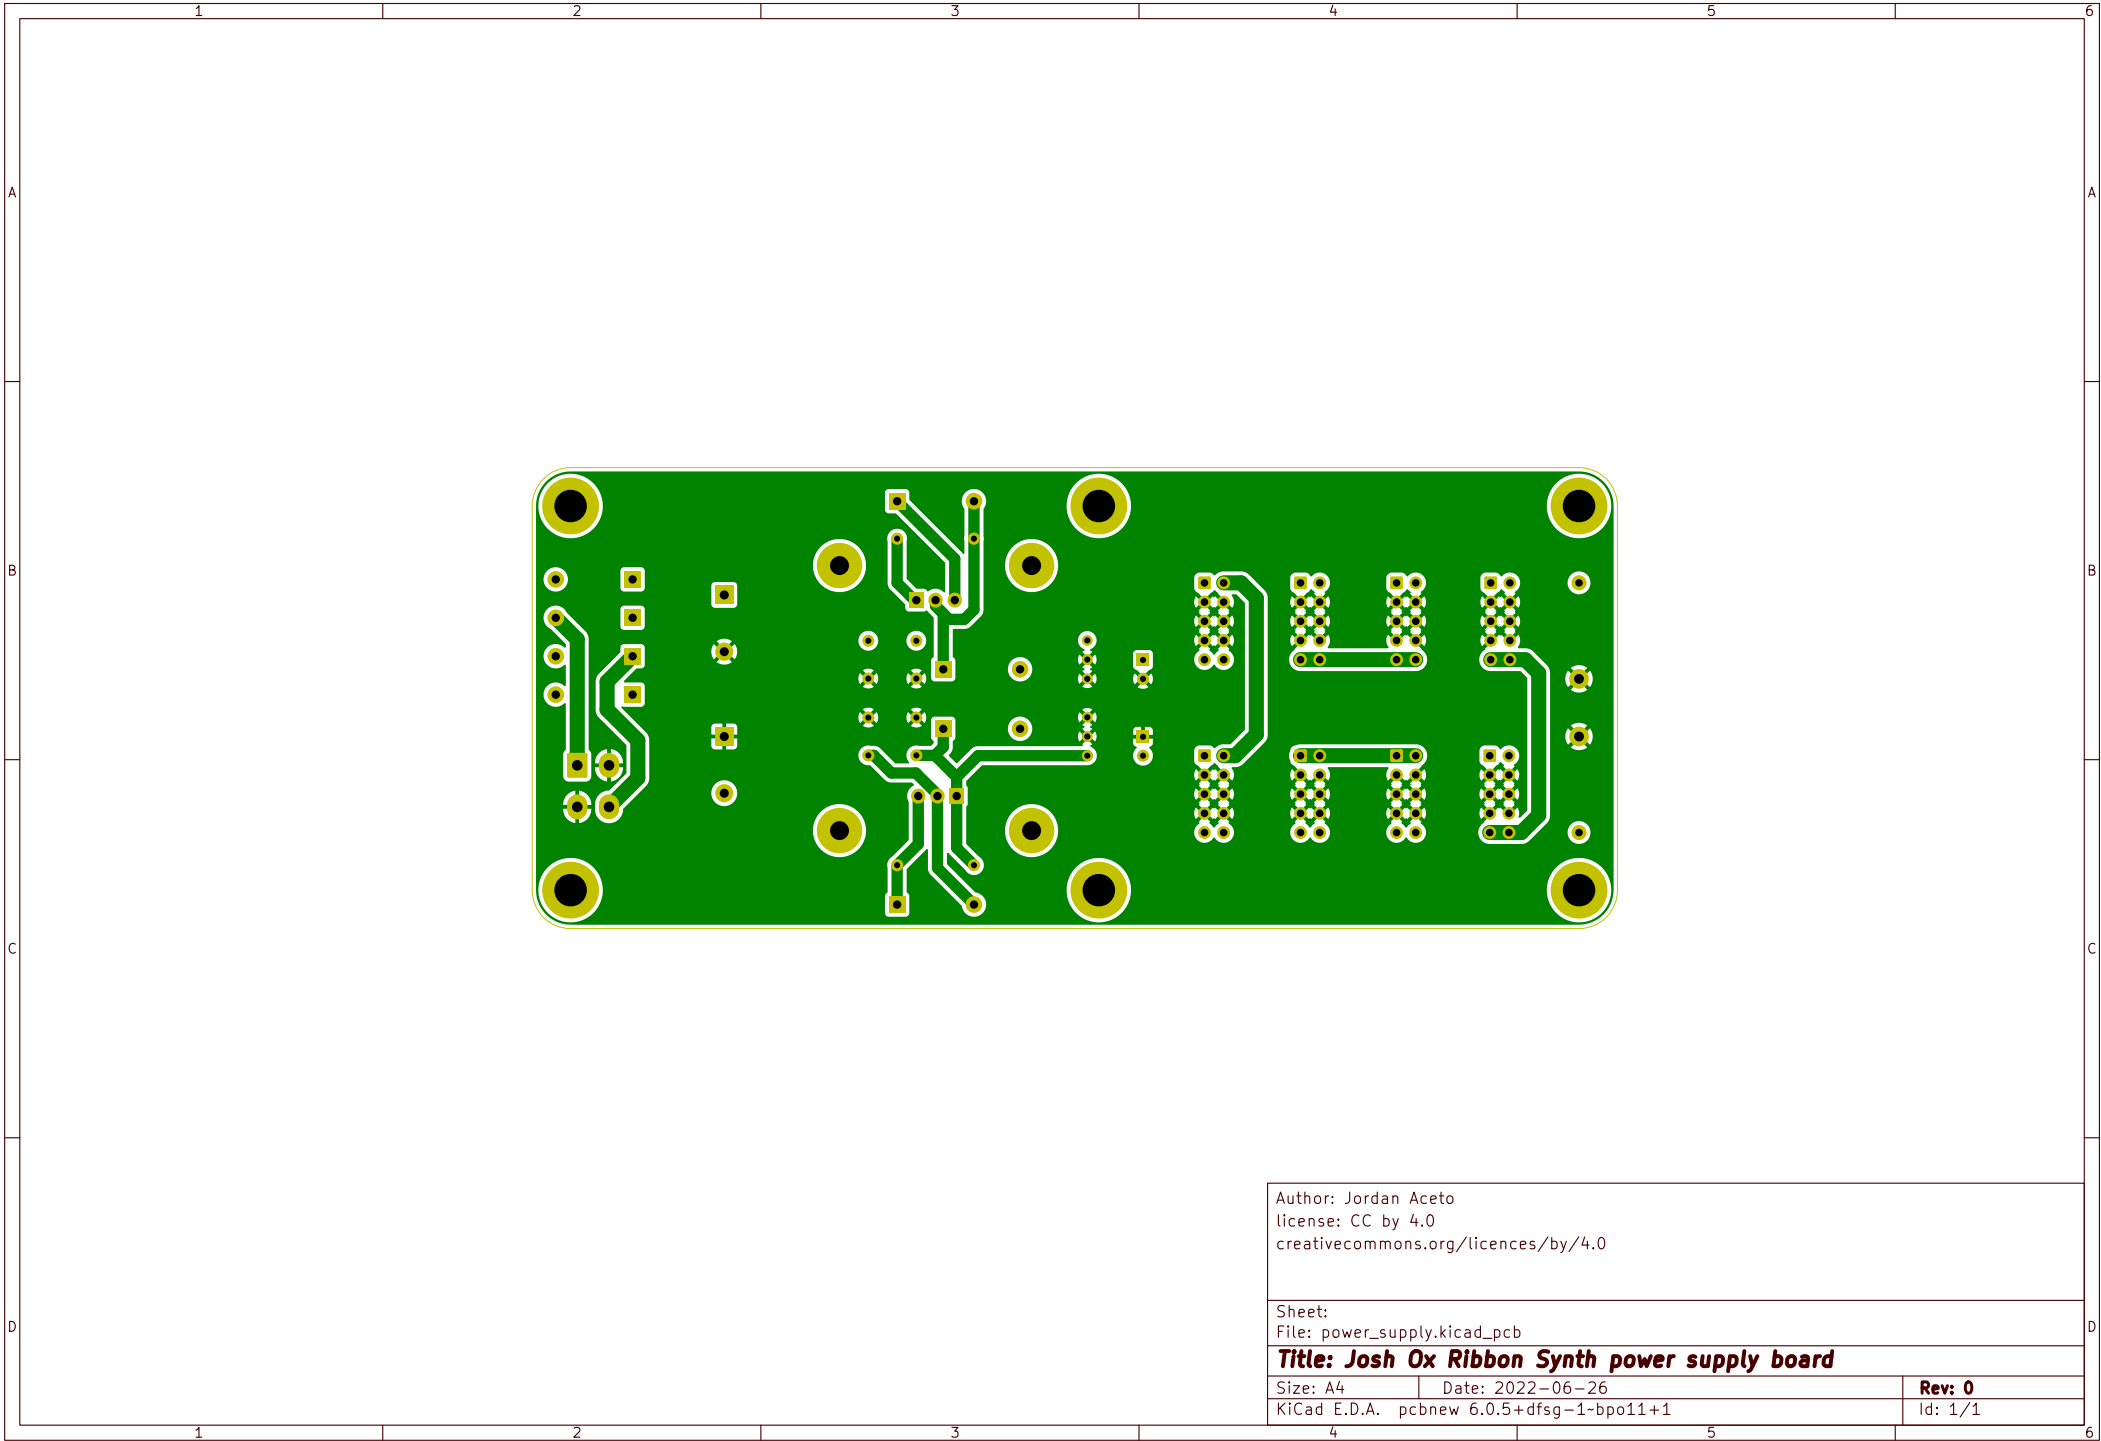 1 2 3 4 5 6
A A
B B
C C
Author: Jordan Aceto
license: CC by 4.0
creativecommons.org/licences/by/4.0
Sheet:
File: power_supply.kicad_pcb
D D
Title: Josh Ox Ribbon Synth power supply board
Size: A4 Date: 2022-06-26 Rev: 0
KiCad E.D.A. pcbnew 6.0.5+dfsg-1~bpo11+1 Id: 1/1
1 2 3 4 5 6